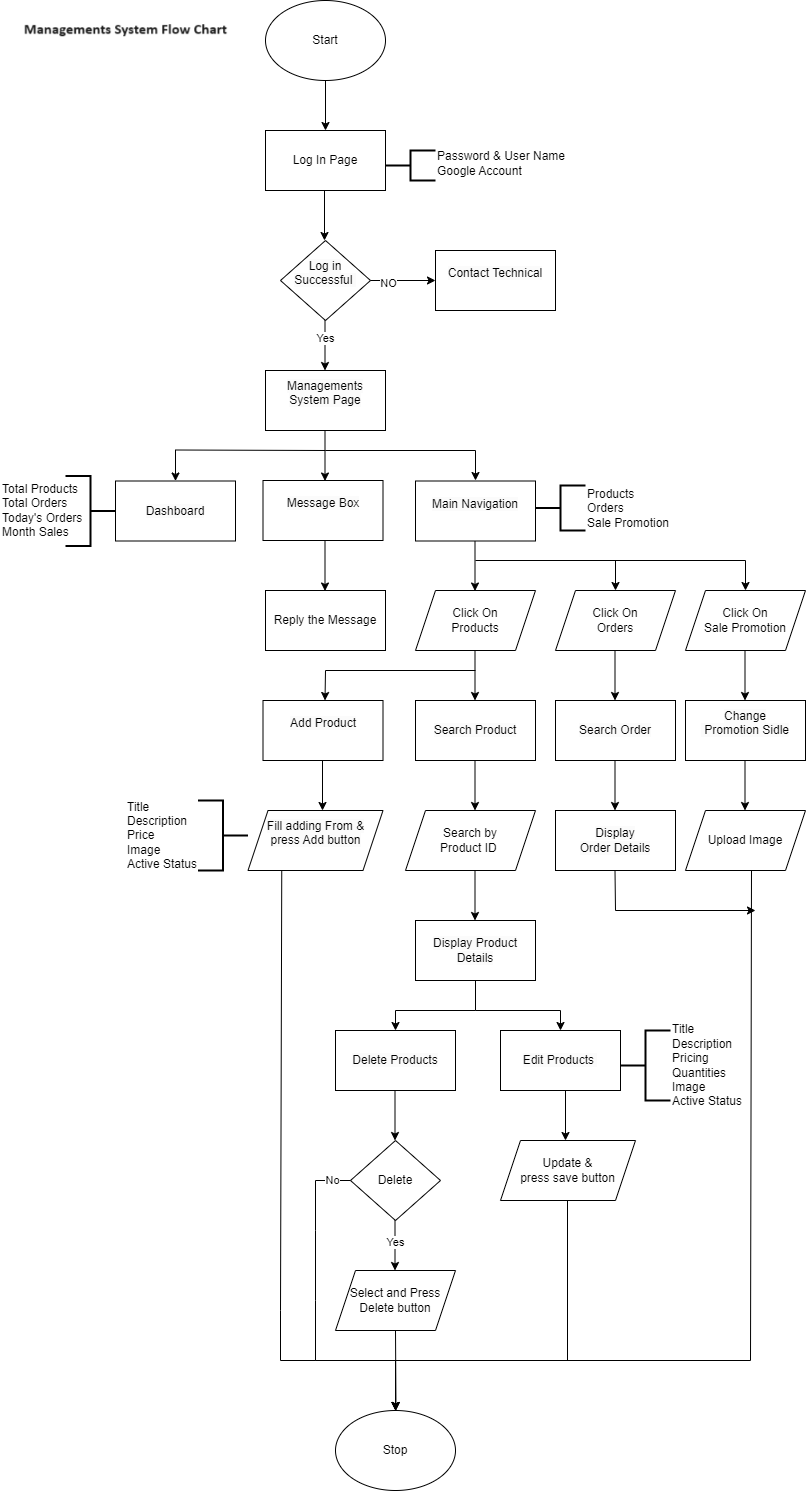 Managements System Flow Chart
Start
Log In Page
Password & User Name
Google Account
Log in
Successful
NO
Contact Technical
Yes
Managements
System Page
Total Products
Total Orders
Today's Orders
Month Sales
Dashboard
Message Box
Main Navigation
Products
Orders
Sale Promotion
Reply the Message
Click On
Products
Click On
Orders
Click On
Sale Promotion
Add Product
Search Product
Search Order
Change
Promotion Sidle
Title
Description
Price
Image
Active Status
Fill adding From &
press Add button
Search by
Product ID
Display
Order Details
Upload Image
Display Product
Details
Delete Products
Edit Products
Title
Description
Pricing
Quantities
Image
Active Status
No
Delete
Update &
press save button
Yes
Select and Press
Delete button
Stop